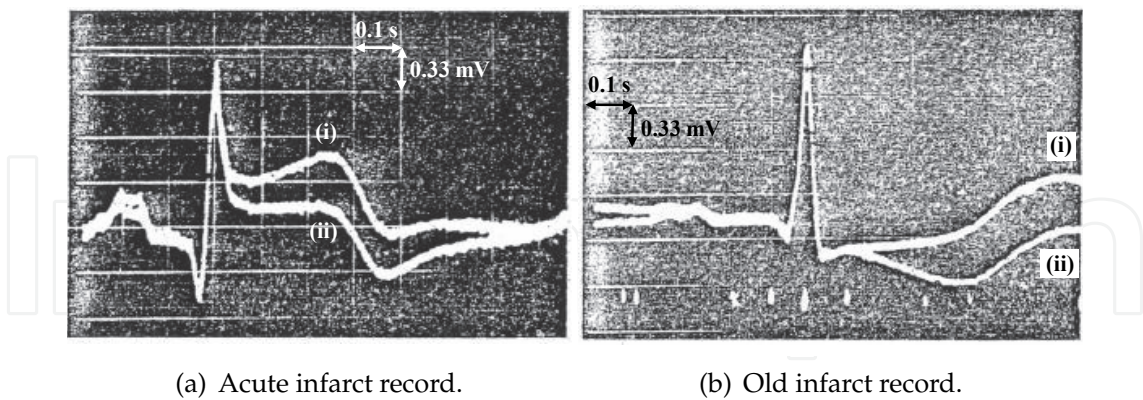 0.1 s
0.33 mV
(i)
(ii)
0.1 s
0.33 mV
(i)
(ii)
(a) Acute infarct record.
(b) Old infarct record.